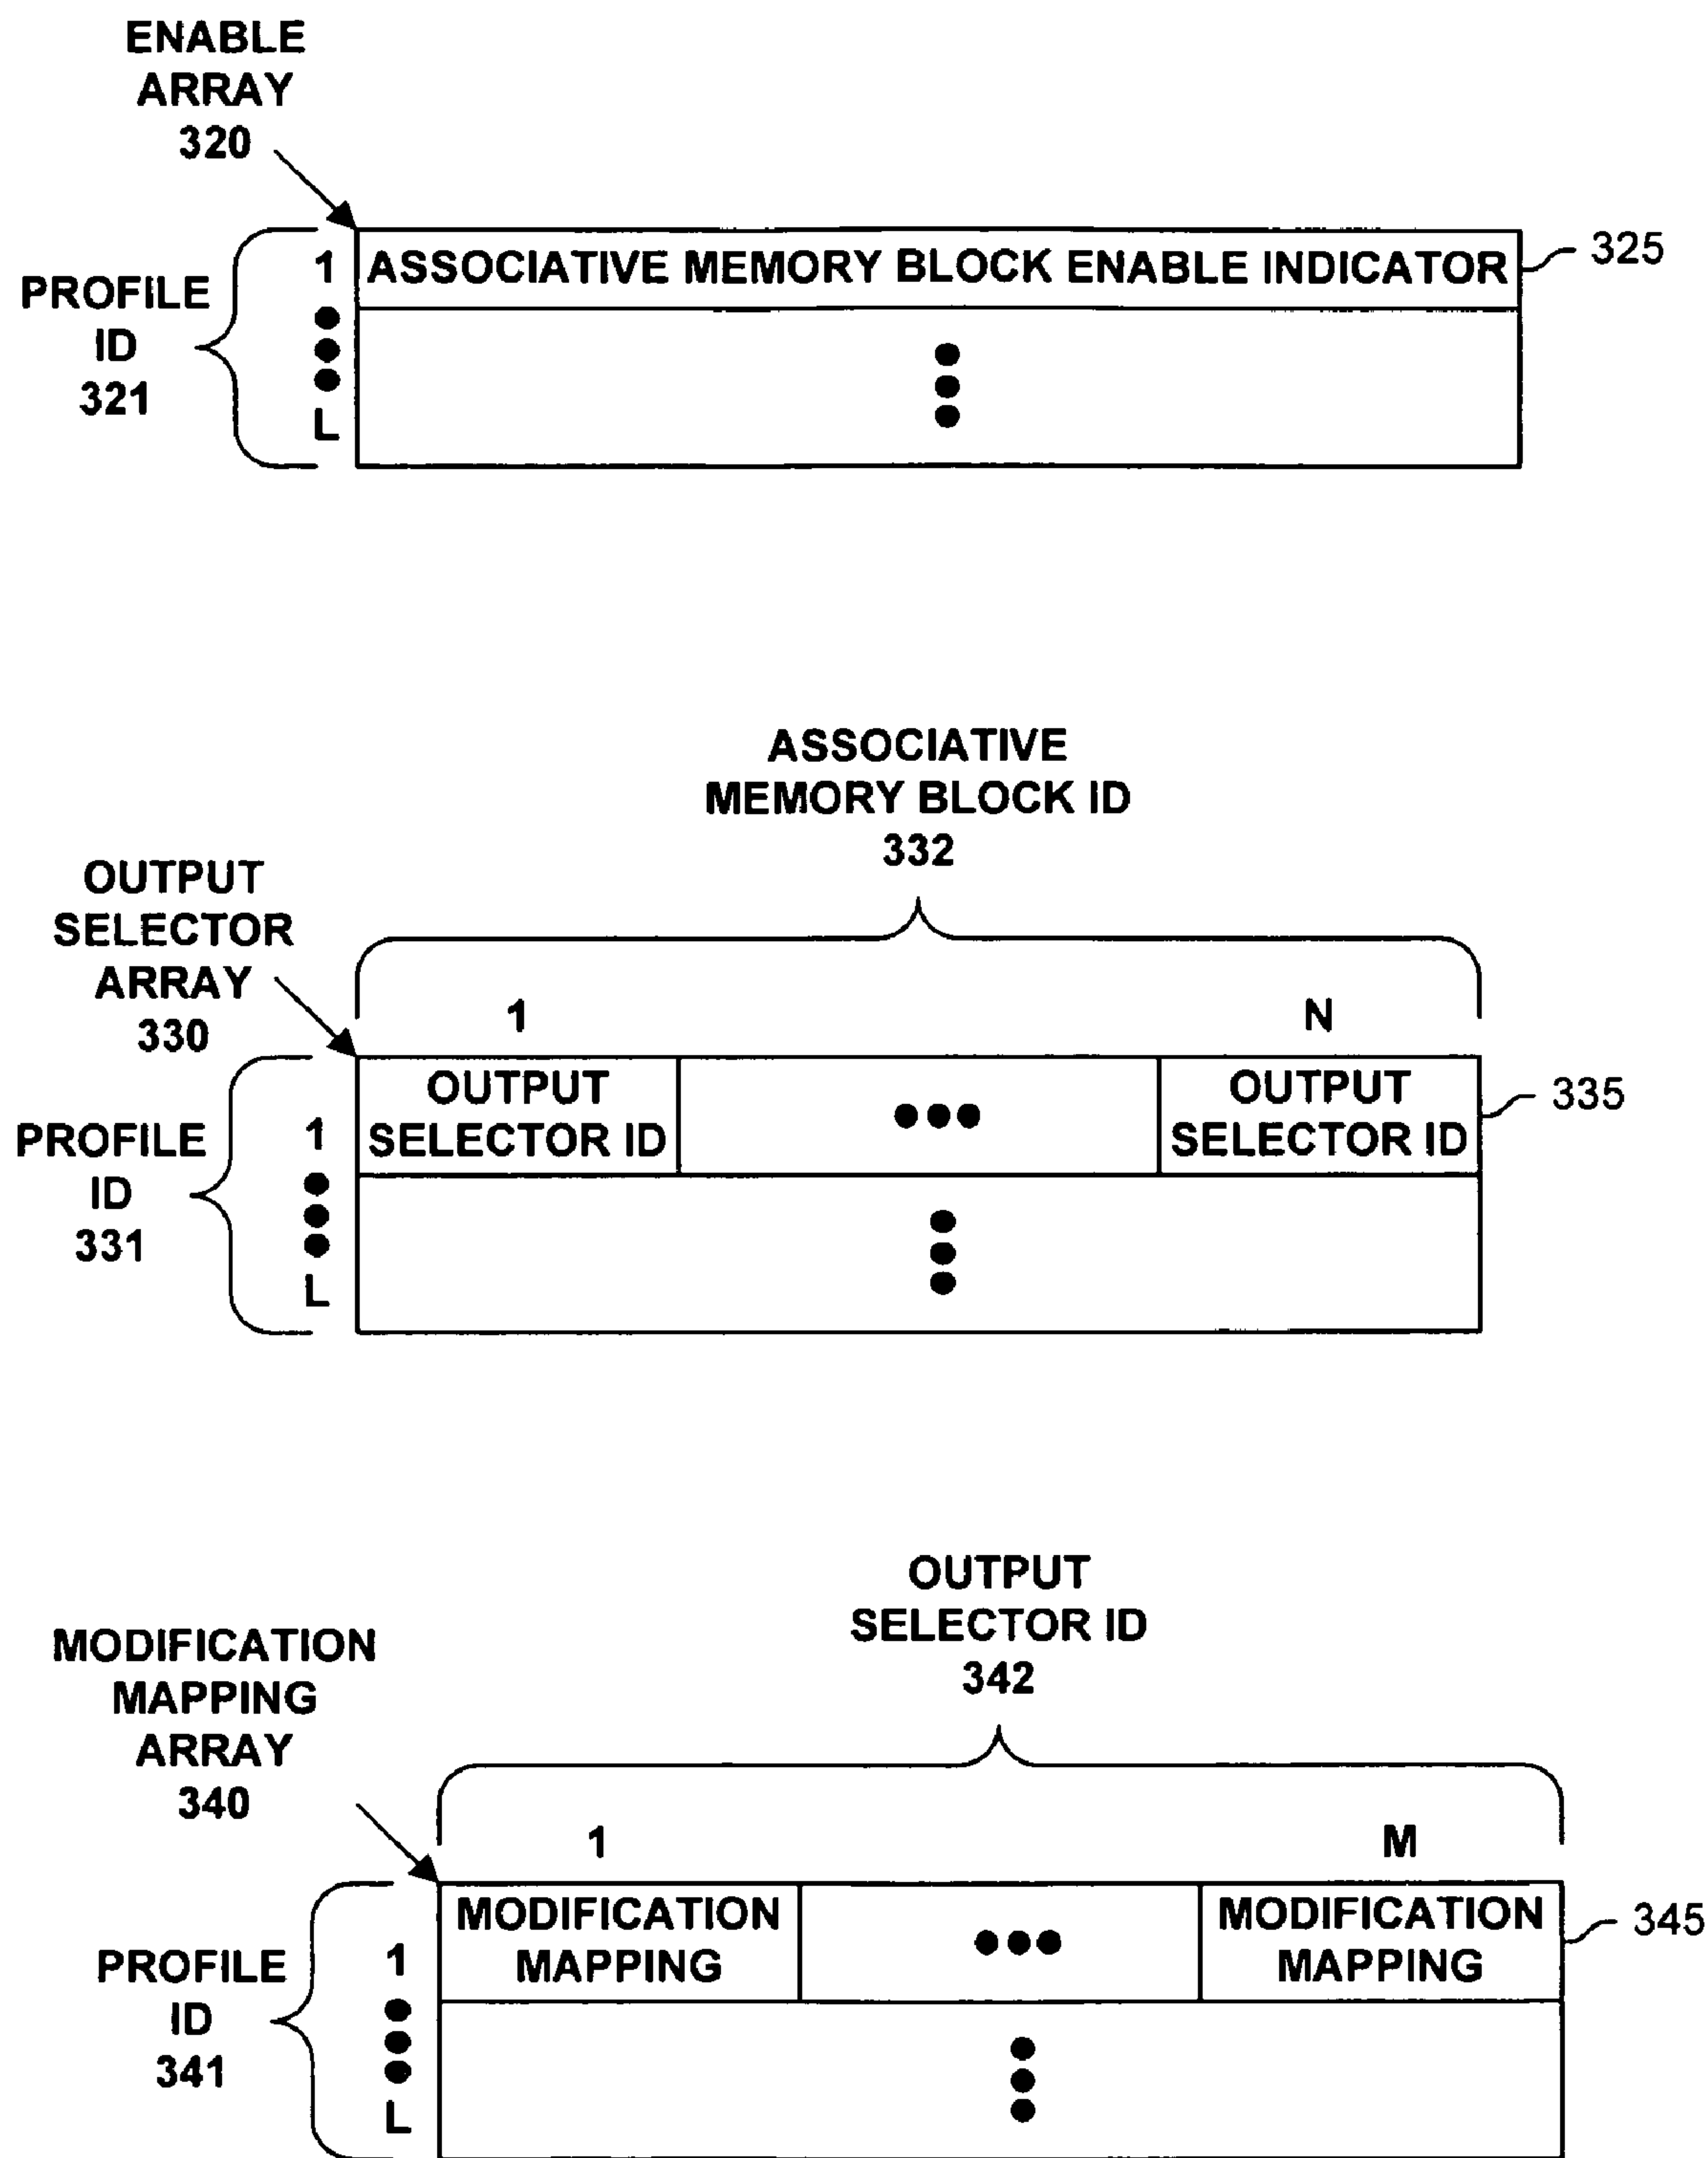 ENABLE
ARRAY
320
PROFILE
ID
321
1
L
ASSOCIATIVE MEMORY BLOCK ENABLE INDICATOR
325
ASSOCIATIVE
MEMORY BLOCK ID
332
OUTPUT
SELECTOR
ARRAY
330
1
N
PROFILE
ID
331
1
L
OUTPUT
SELECTOR ID
OUTPUT
SELECTOR ID
335
OUTPUT
SELECTOR ID
342
MODIFICATION
MAPPING
ARRAY
340
1
M
PROFILE
ID
341
1
L
MODIFICATION
MAPPING
MODIFICATION
MAPPING
345